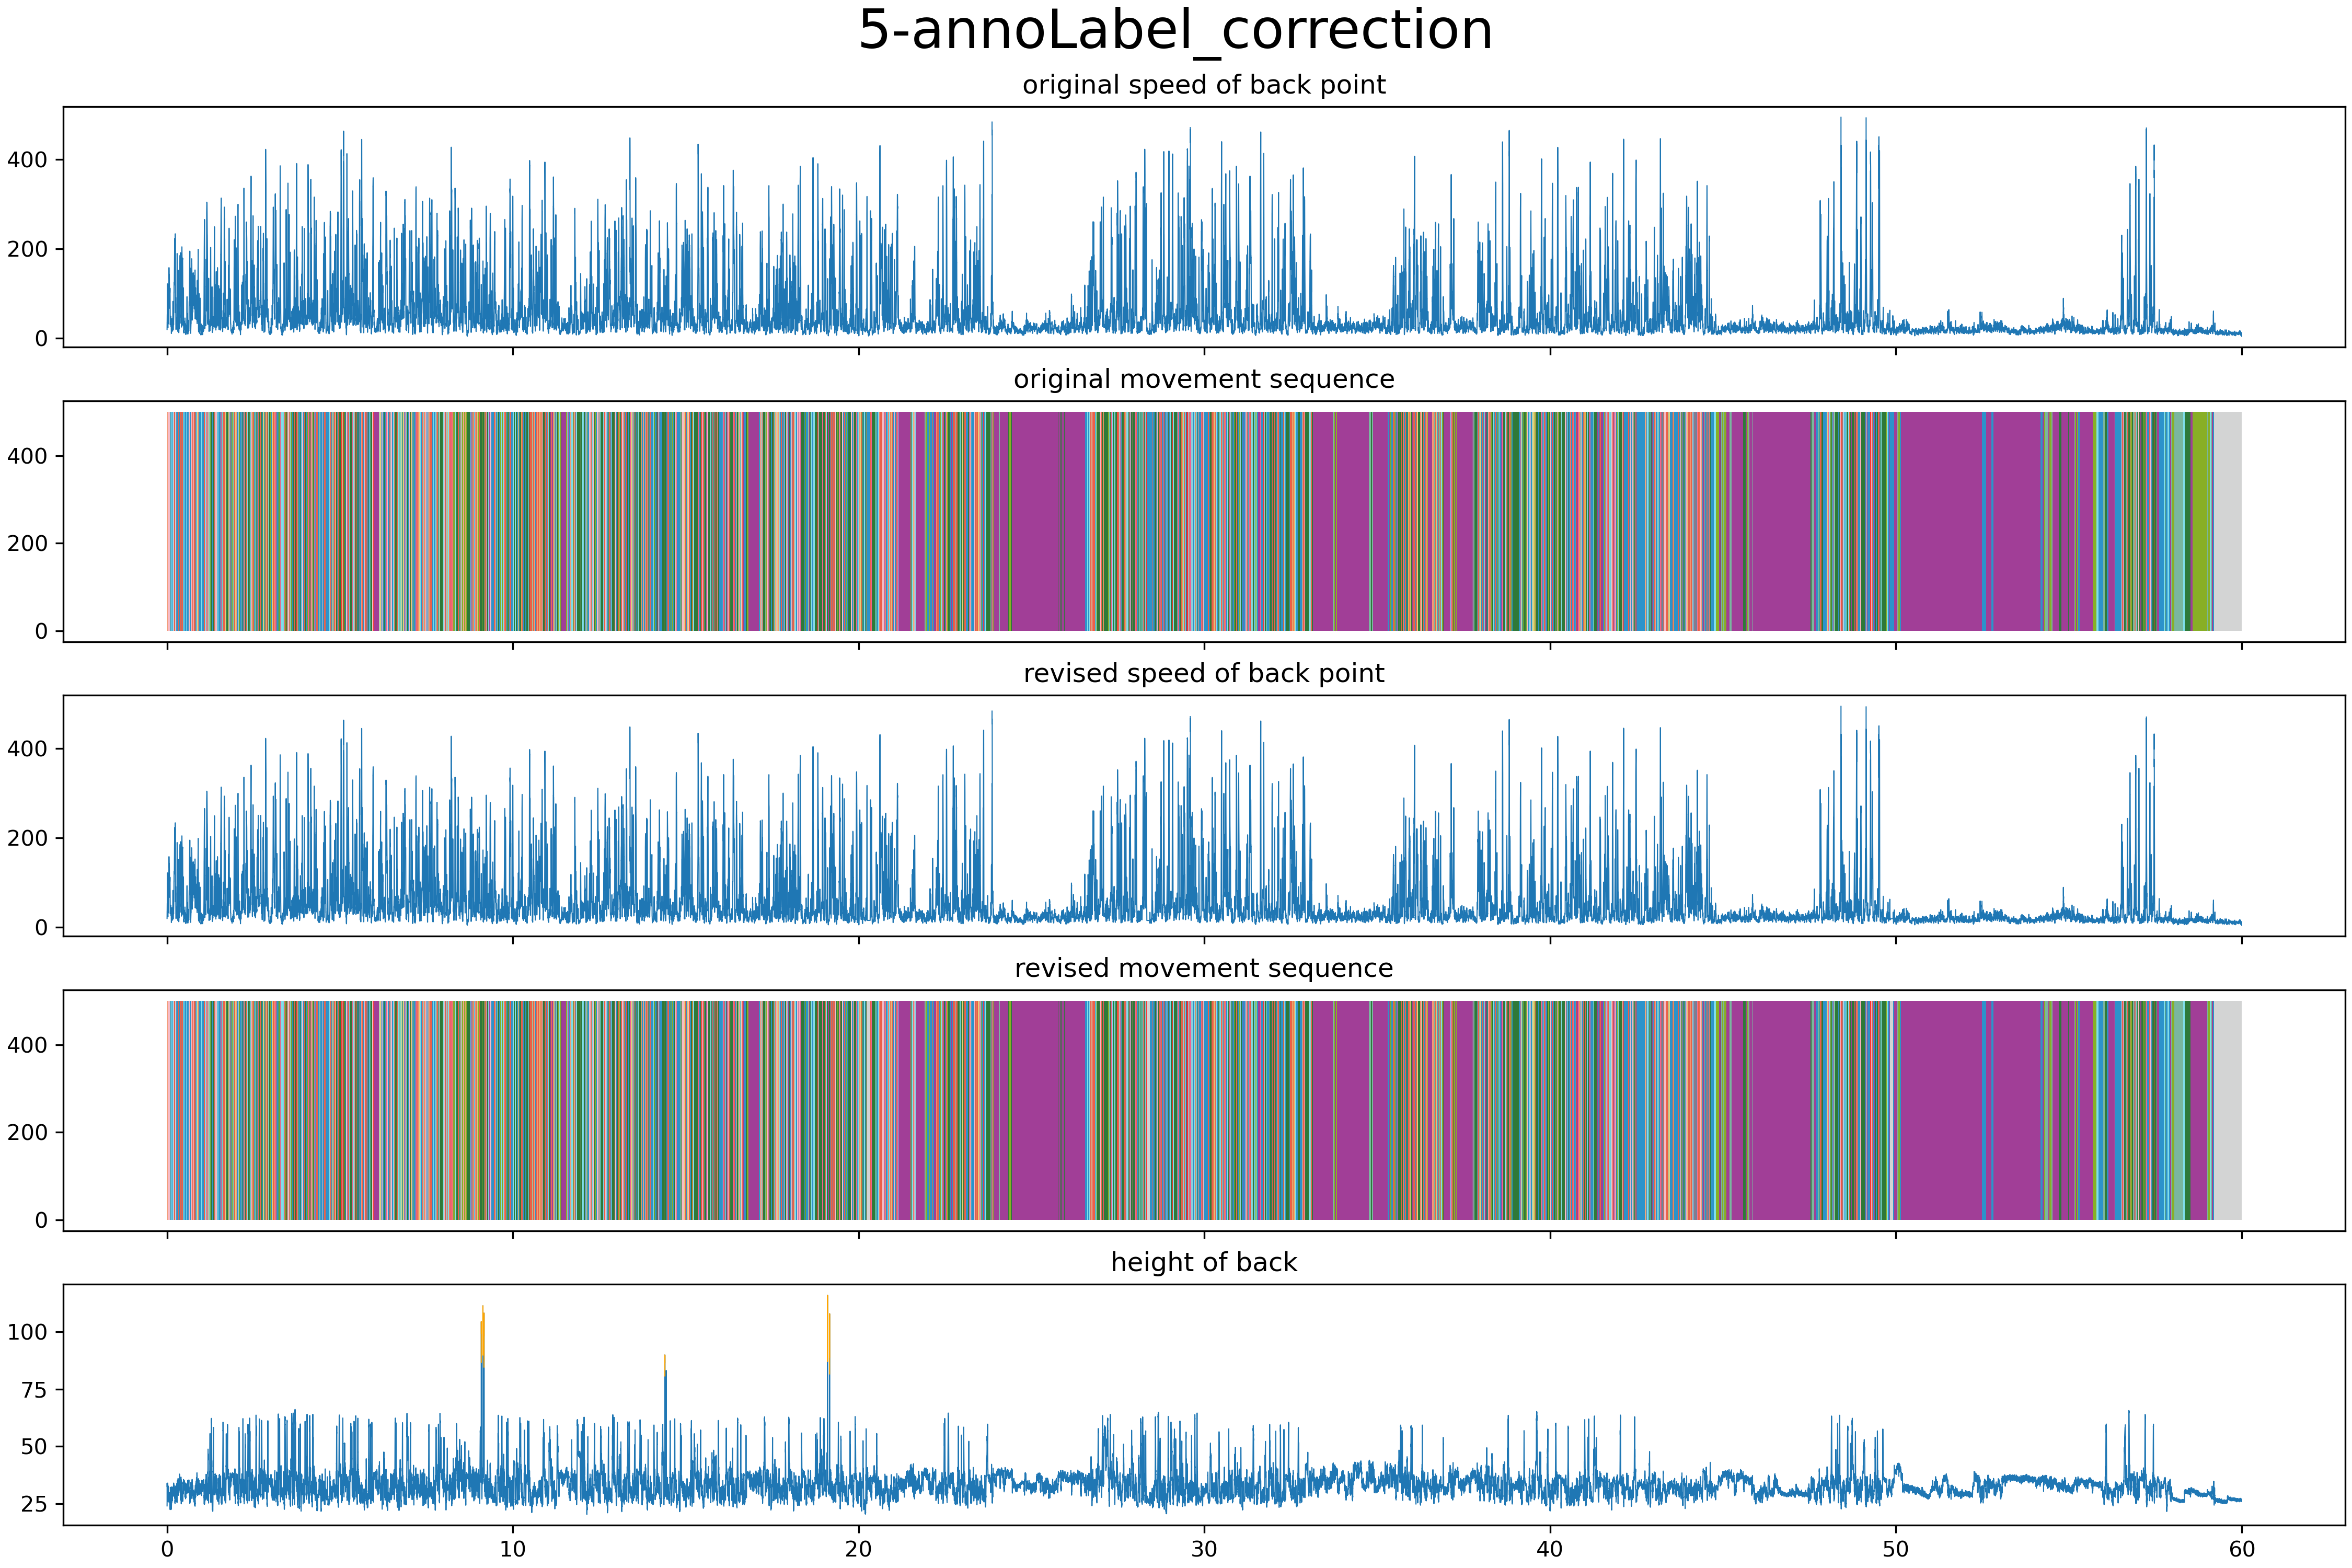 5-annoLabel_correction
original speed of back point
400
200
0
original movement sequence
400
200
0
revised speed of back point
400
200
0
revised movement sequence
400
200
0
height of back
100
75
50
25
0 10 20 30 40 50 60